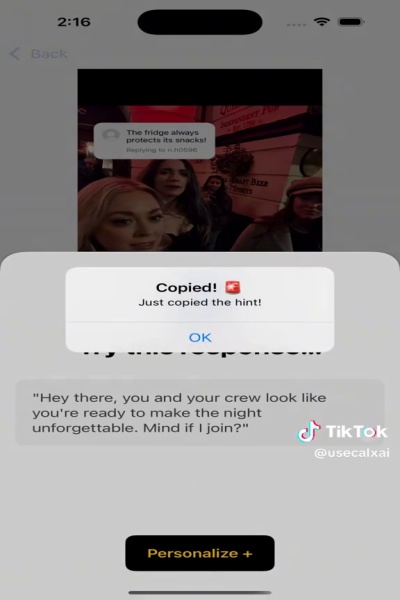 2:16
Back
The fridge always
protects its snacks!
Replying to n.h0596
Copied! 🚨
Just copied the hint!
OK
Try this response...
"Hey there, you and your crew look like
you're ready to make the night
unforgettable. Mind if I join?"
TikTok
@usecalxai
Personalize +